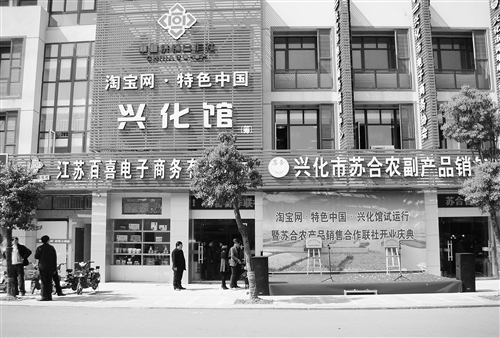 淘宝网·特色中国
兴化馆
江苏百喜电子商务有
兴化市苏合农副产品销
淘宝网 特色中国 兴化馆试运行
暨苏合农产品销售合作联社开业庆典